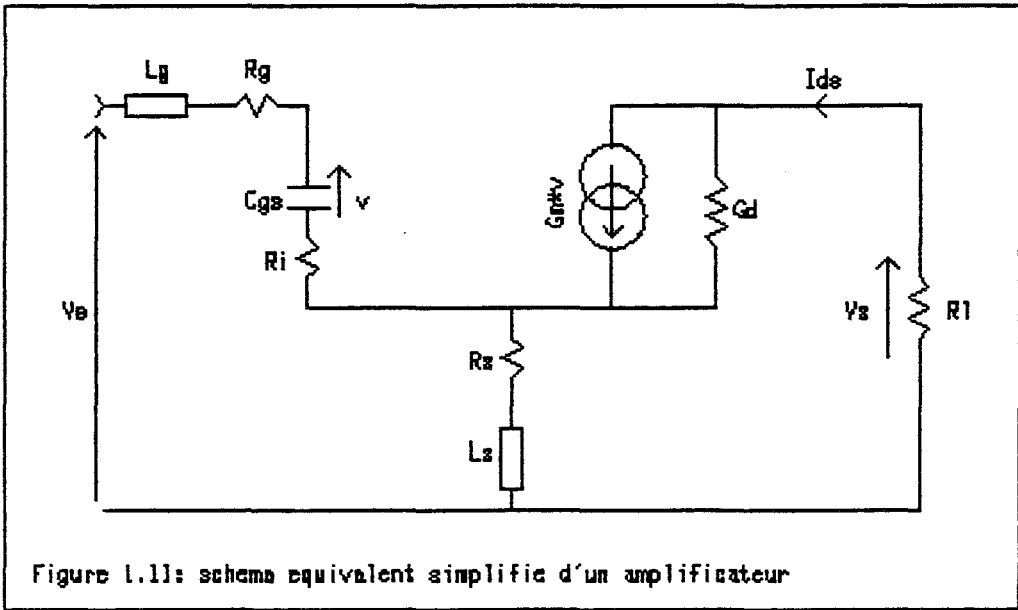 Lg
Rg
Ids
Cgs
v
Gm*v
Gd
Ri
Ve
Vs
Rl
Rs
Ls
Figure 1.11: schema equivalent simplifie d'un amplificateur